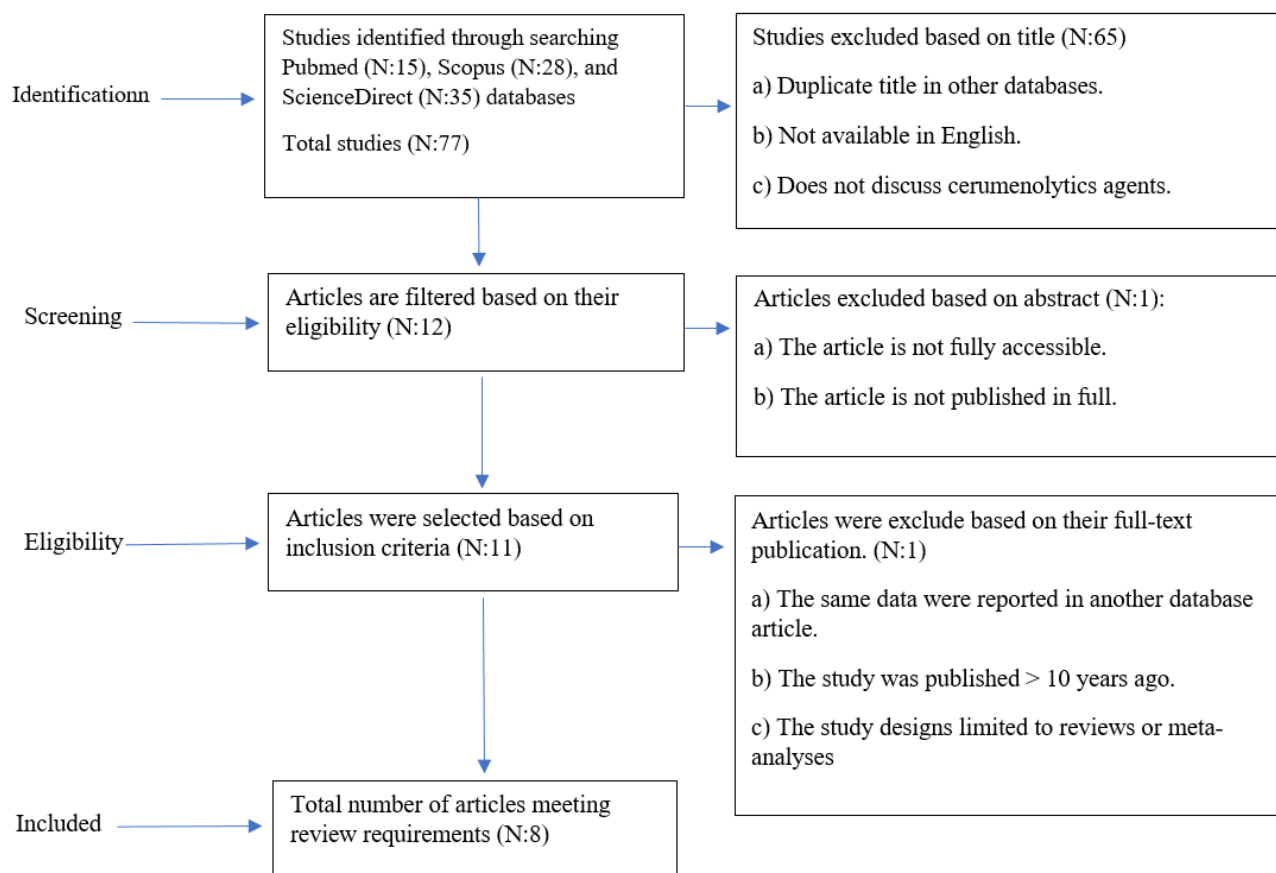 Identificationn
Studies identified through searching
Pubmed (N:15), Scopus (N:28), and
ScienceDirect (N:35) databases
Total studies (N:77)
Studies excluded based on title (N:65)
a) Duplicate title in other databases.
b) Not available in English.
c) Does not discuss cerumenolytics agents.
Screening
Articles are filtered based on their
eligibility (N:12)
Articles excluded based on abstract (N:1):
a) The article is not fully accessible.
b) The article is not published in full.
Eligibility
Articles were selected based on
inclusion criteria (N:11)
Articles were exclude based on their full-text
publication. (N:1)
a) The same data were reported in another database
article.
b) The study was published > 10 years ago.
c) The study designs limited to reviews or meta-
analyses
Included
Total number of articles meeting
review requirements (N:8)